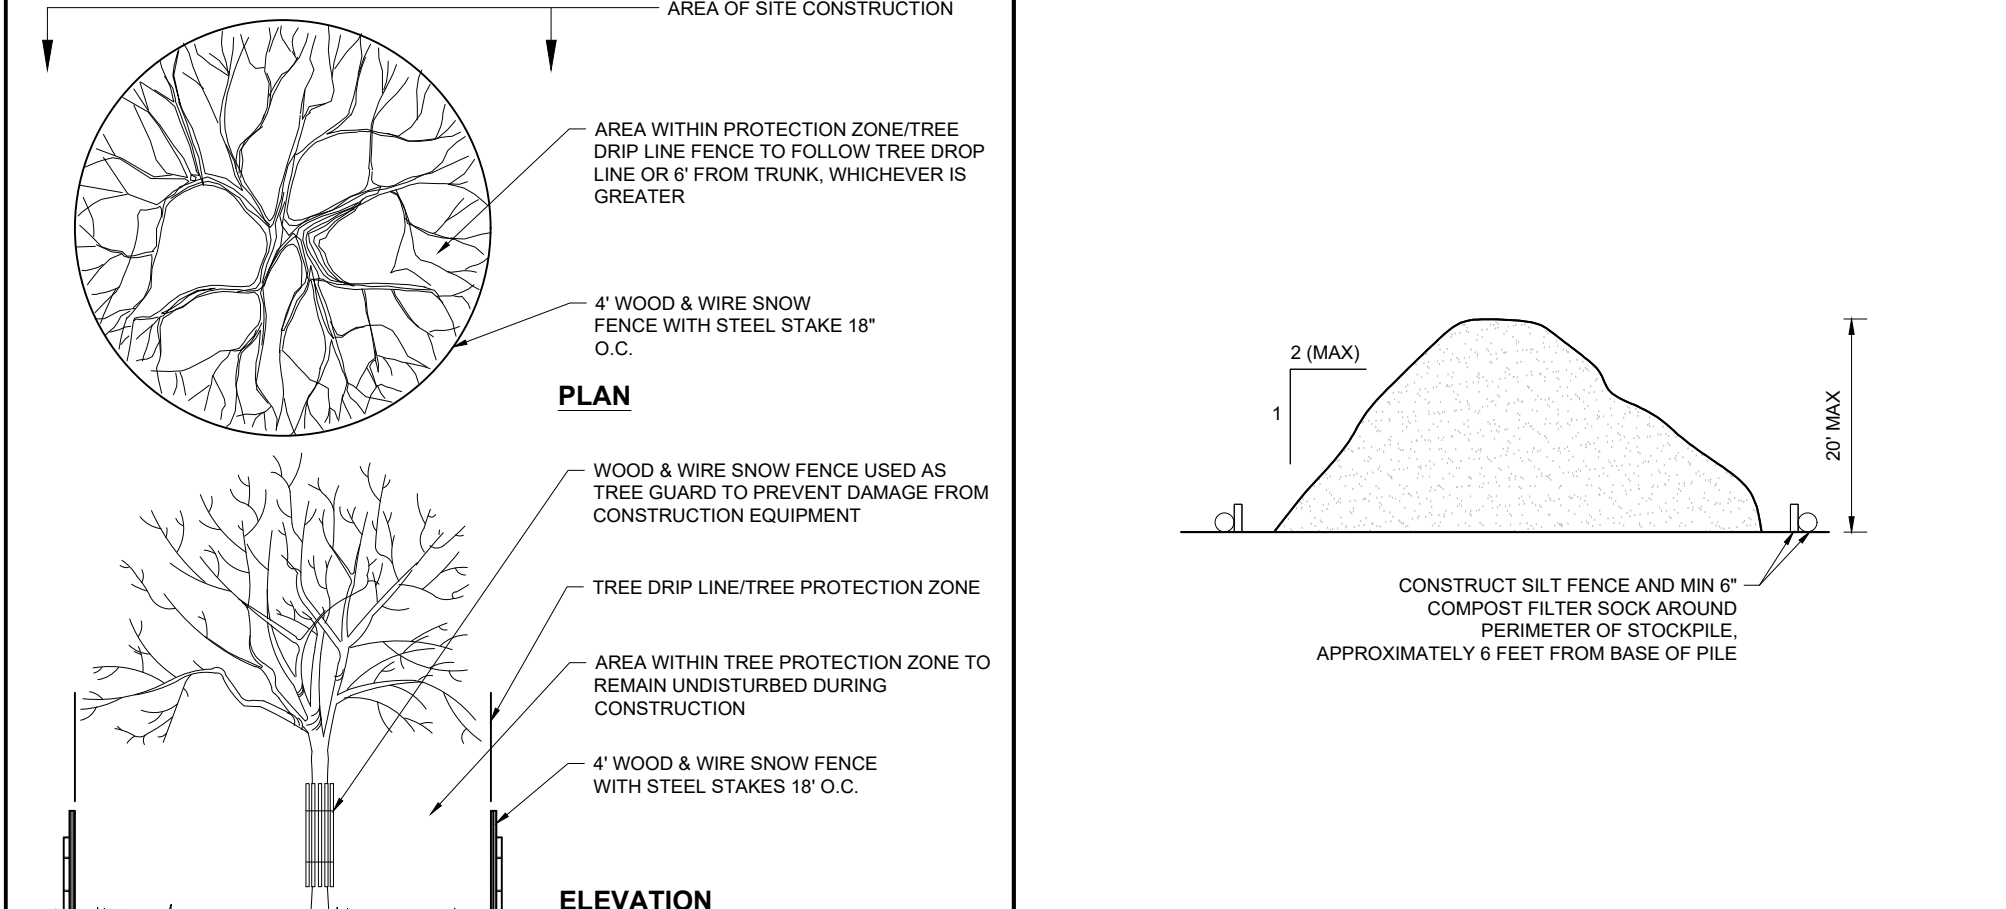 AREA OF SITE CONSTRUCTION
AREA WITHIN PROTECTION ZONE/TREE
DRIP LINE FENCE TO FOLLOW TREE DROP
LINE OR 6' FROM TRUNK, WHICHEVER IS
GREATER
4' WOOD & WIRE SNOW
FENCE WITH STEEL STAKE 18"
O.C.
PLAN
WOOD & WIRE SNOW FENCE USED AS
TREE GUARD TO PREVENT DAMAGE FROM
CONSTRUCTION EQUIPMENT
TREE DRIP LINE/TREE PROTECTION ZONE
AREA WITHIN TREE PROTECTION ZONE TO
REMAIN UNDISTURBED DURING
CONSTRUCTION
4' WOOD & WIRE SNOW FENCE
WITH STEEL STAKES 18' O.C.
ELEVATION
2 (MAX)
1
20' MAX
CONSTRUCT SILT FENCE AND MIN 6"
COMPOST FILTER SOCK AROUND
PERIMETER OF STOCKPILE,
APPROXIMATELY 6 FEET FROM BASE OF PILE